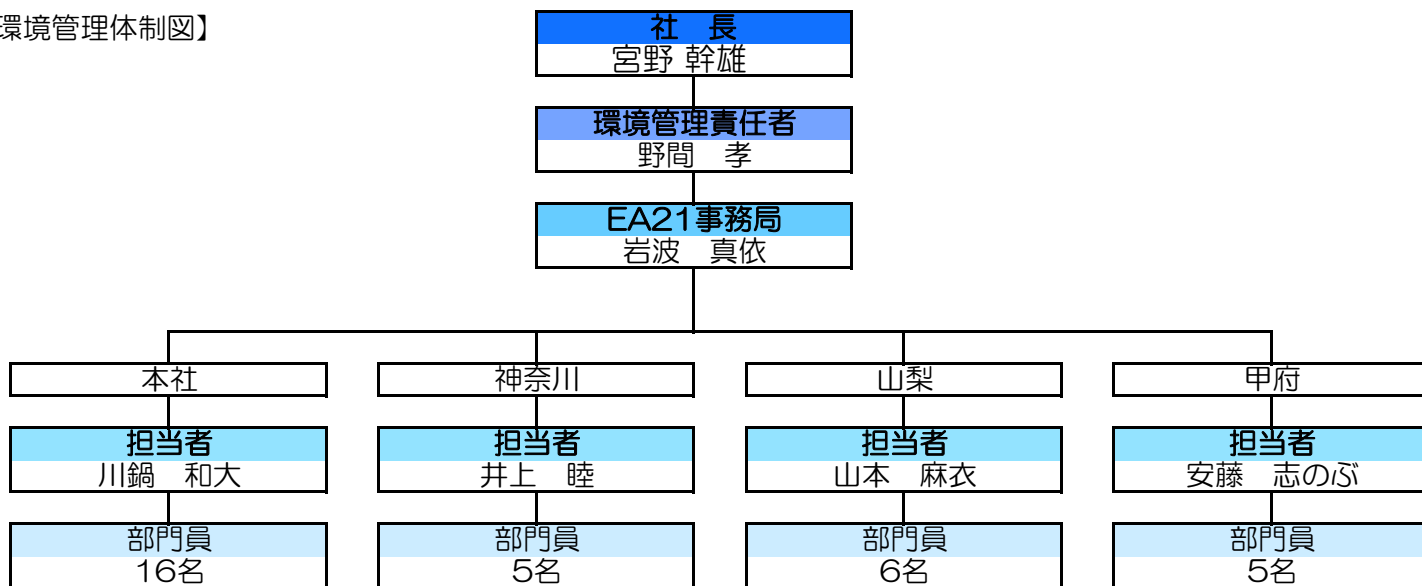 環境管理体制図】
社　長
宮野 幹雄
環境管理責任者
野間　孝
EA21事務局
岩波　真依
本社
神奈川
山梨
甲府
担当者
担当者
担当者
担当者
川鍋　和大
井上　睦
山本　麻衣
安藤　志のぶ
部門員
部門員
部門員
部門員
16名
5名
6名
5名